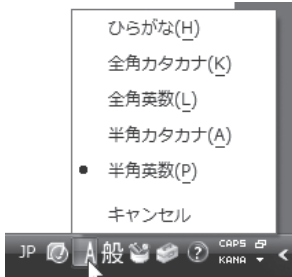 ひらがな(H)
全角カタカナ(K)
全角英数(L)
半角カタカナ(A)
半角英数(P)
キャンセル
JP A 般 ? CAPS KANA